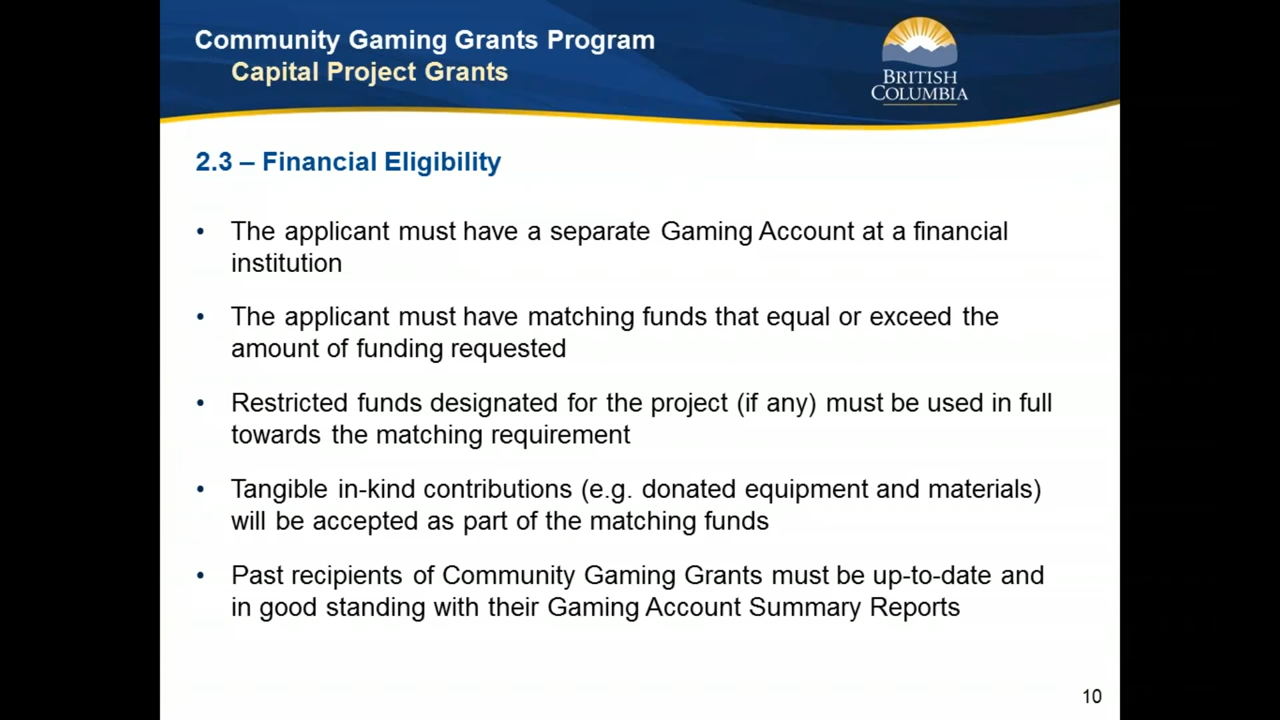 Community Gaming Grants Program
Capital Project Grants
BRITISH
COLUMBIA
2.3 – Financial Eligibility
• The applicant must have a separate Gaming Account at a financial
institution
• The applicant must have matching funds that equal or exceed the
amount of funding requested
• Restricted funds designated for the project (if any) must be used in full
towards the matching requirement
• Tangible in-kind contributions (e.g. donated equipment and materials)
will be accepted as part of the matching funds
• Past recipients of Community Gaming Grants must be up-to-date and
in good standing with their Gaming Account Summary Reports
10